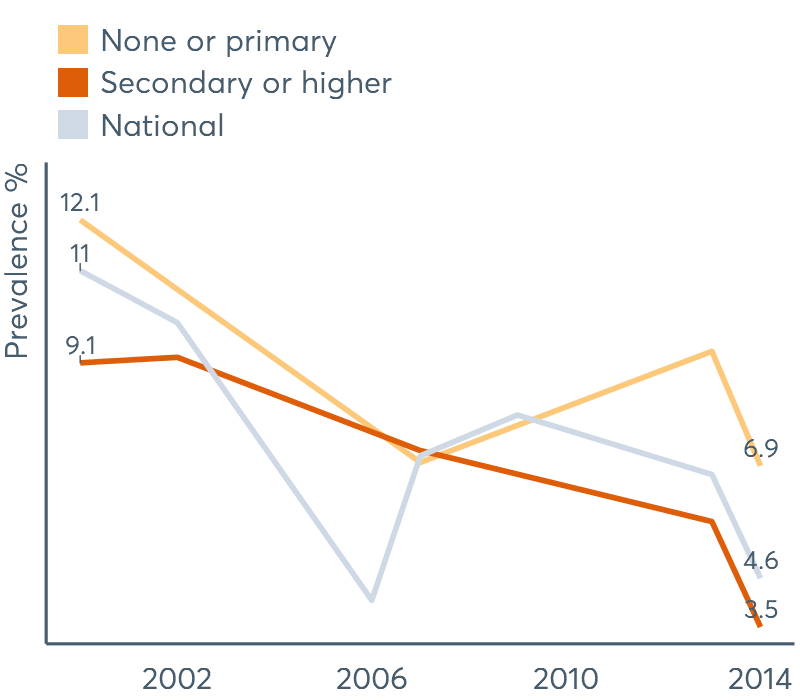 None or primary
Secondary or higher
National
Prevalence %
12.1
11
9.1
6.9
4.6
3.5
2002 2006 2010 2014